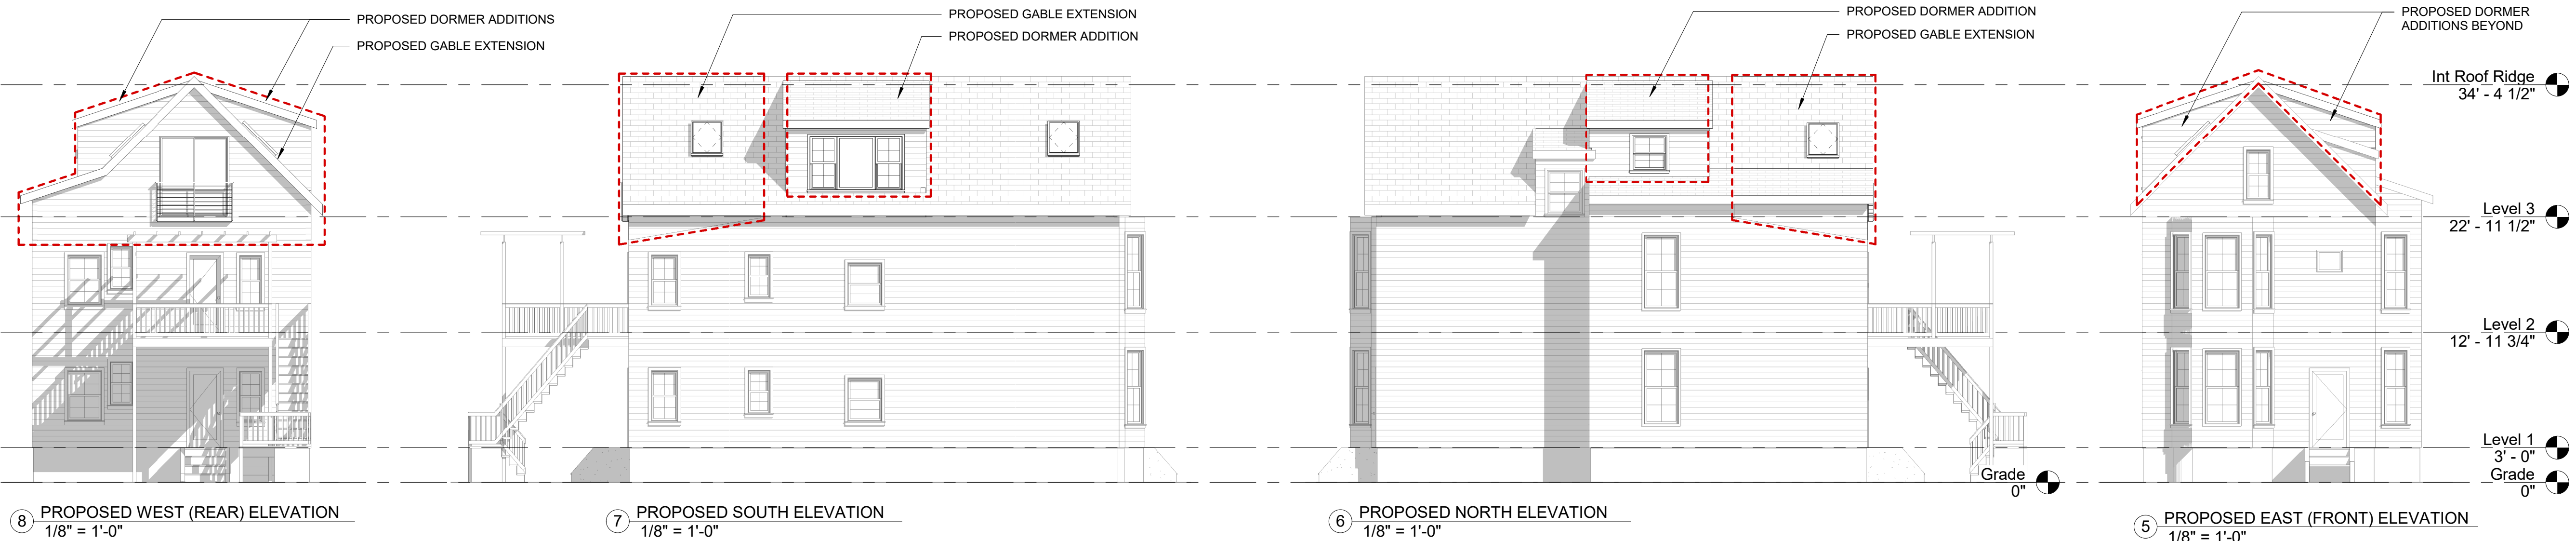 PROPOSED DORMER ADDITIONS
PROPOSED GABLE EXTENSION
8
PROPOSED WEST (REAR) ELEVATION
1/8" = 1'-0"
PROPOSED GABLE EXTENSION
PROPOSED DORMER ADDITION
7
PROPOSED SOUTH ELEVATION
1/8" = 1'-0"
PROPOSED DORMER ADDITION
PROPOSED GABLE EXTENSION
Grade
0"
6
PROPOSED NORTH ELEVATION
1/8" = 1'-0"
PROPOSED DORMER
ADDITIONS BEYOND
Int Roof Ridge
34' - 4 1/2"
Level 3
22' - 11 1/2"
Level 2
12' - 11 3/4"
Level 1
3' - 0"
Grade
0"
5
PROPOSED EAST (FRONT) ELEVATION
1/8" = 1'-0"